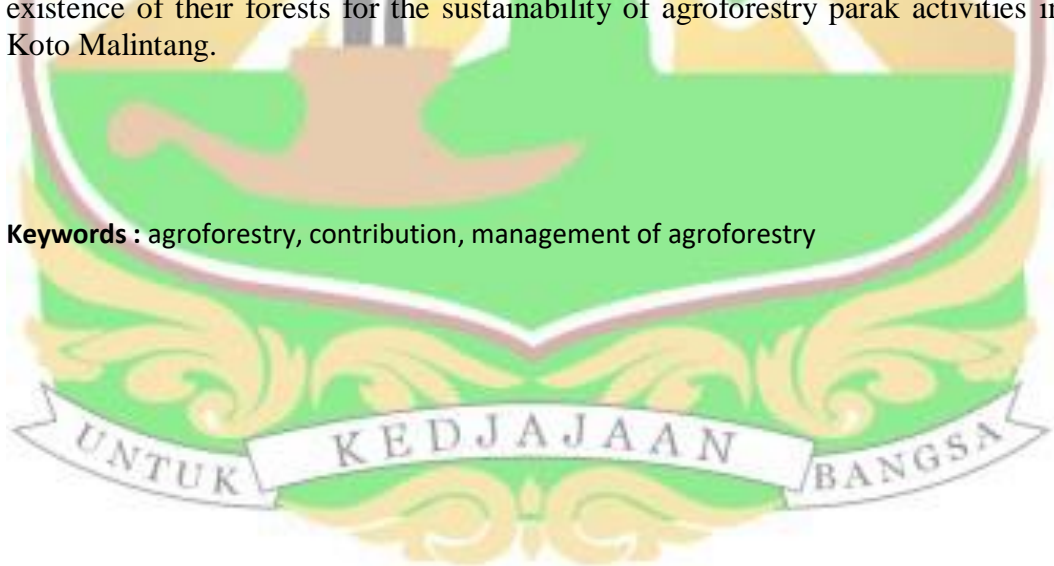 existence of their forests for the sustainability of agroforestry parak activities in
Koto Malintang.
Keywords : agroforestry, contribution, management of agroforestry
UNTUK KEDJAJAAN BANGSA